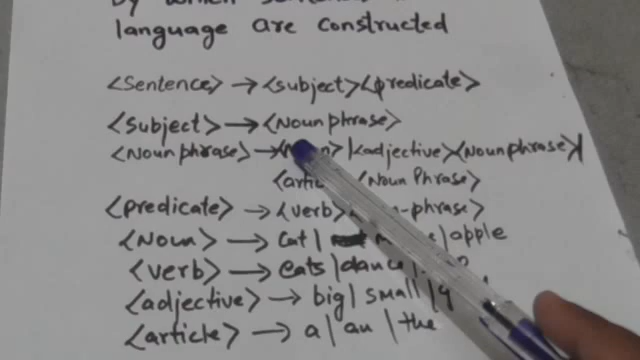 language are constructed
<Sentence> → <subject><predicate>
<Subject> → <Noun phrase>
<Noun phrase> → |<adjective><Noun phrase>|
<Noun Phrase>
<predicate> → <verb>
<Noun> → Cat | | apple
<verb> → eats | dance |
<adjective> → big | small |
<article> → a | an | the